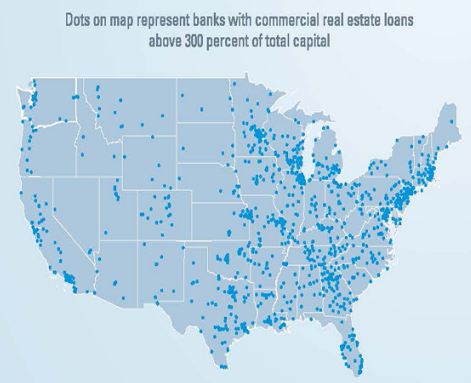 Dots on map represent banks with commercial real estate loans
above 300 percent of total capital